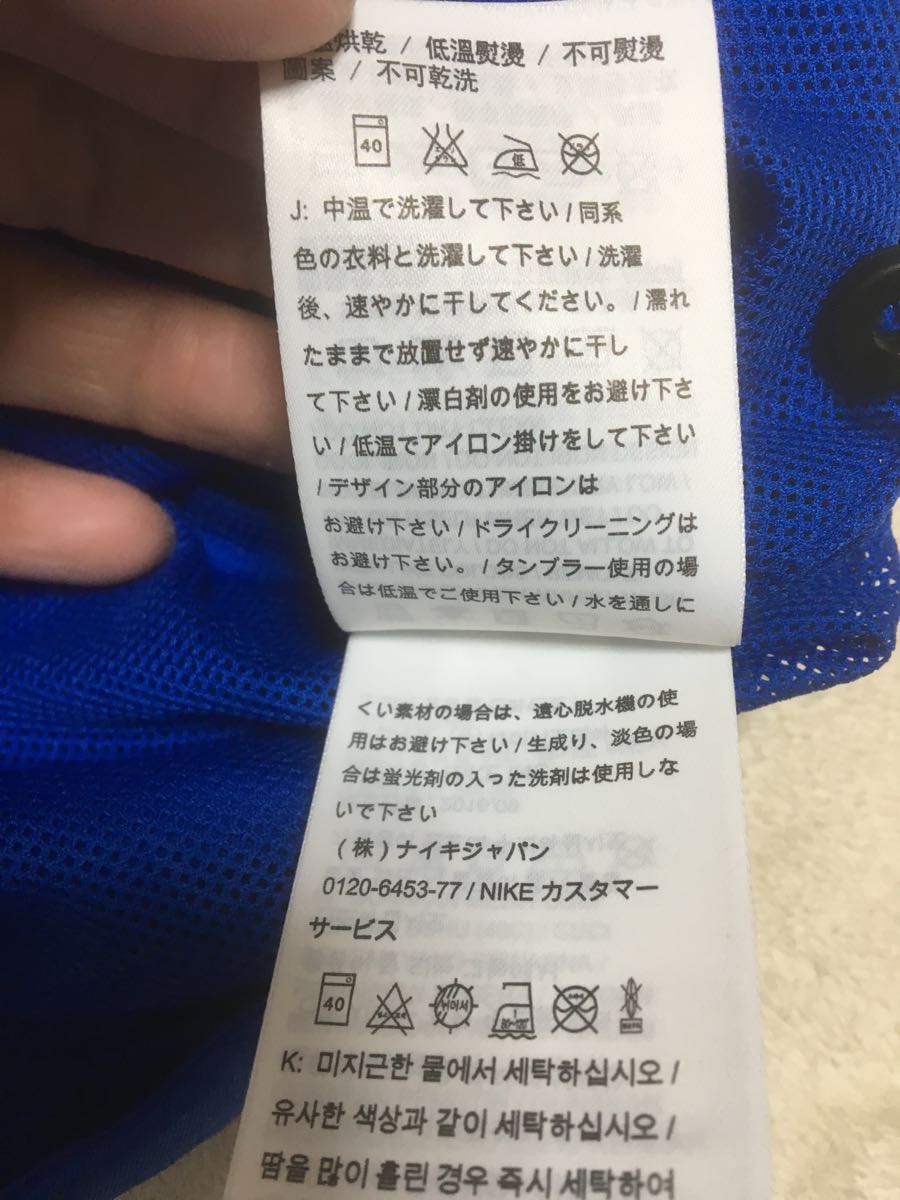 烘乾 / 低溫熨燙 / 不可熨燙
圖案 / 不可乾洗
40 低
J: 中温で洗濯して下さい / 同系
色の衣料と洗濯して下さい / 洗濯
後、速やかに干してください。/ 濡れ
たままで放置せず速やかに干し
て下さい / 漂白剤の使用をお避け下さ
い / 低温でアイロン掛けをして下さい
/ デザイン部分のアイロンは
お避け下さい / ドライクリーニングは
お避け下さい。/ タンブラー使用の場
合は低温でご使用下さい / 水を通しに
くい素材の場合は、遠心脱水機の使
用はお避け下さい / 生成り、淡色の場
合は蛍光剤の入った洗剤は使用しな
いで下さい
(株) ナイキジャパン
0120-6453-77 / NIKE カスタマー
サービス
40 80~120°
K: 미지근한 물에서 세탁하십시오 /
유사한 색상과 같이 세탁하십시오 /
땀을 많이 흘린 경우 즉시 세탁하여